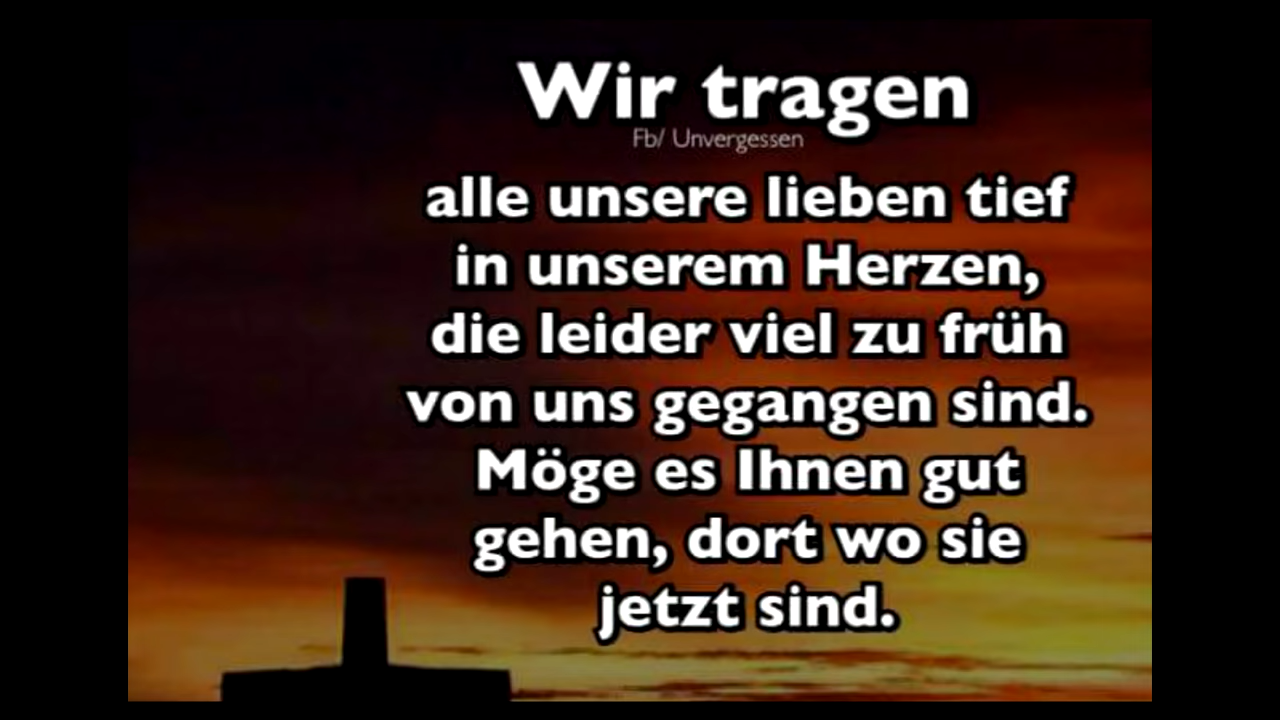 Wir tragen
Fb/ Unvergessen
alle unsere lieben tief
in unserem Herzen,
die leider viel zu früh
von uns gegangen sind.
Möge es Ihnen gut
gehen, dort wo sie
jetzt sind.